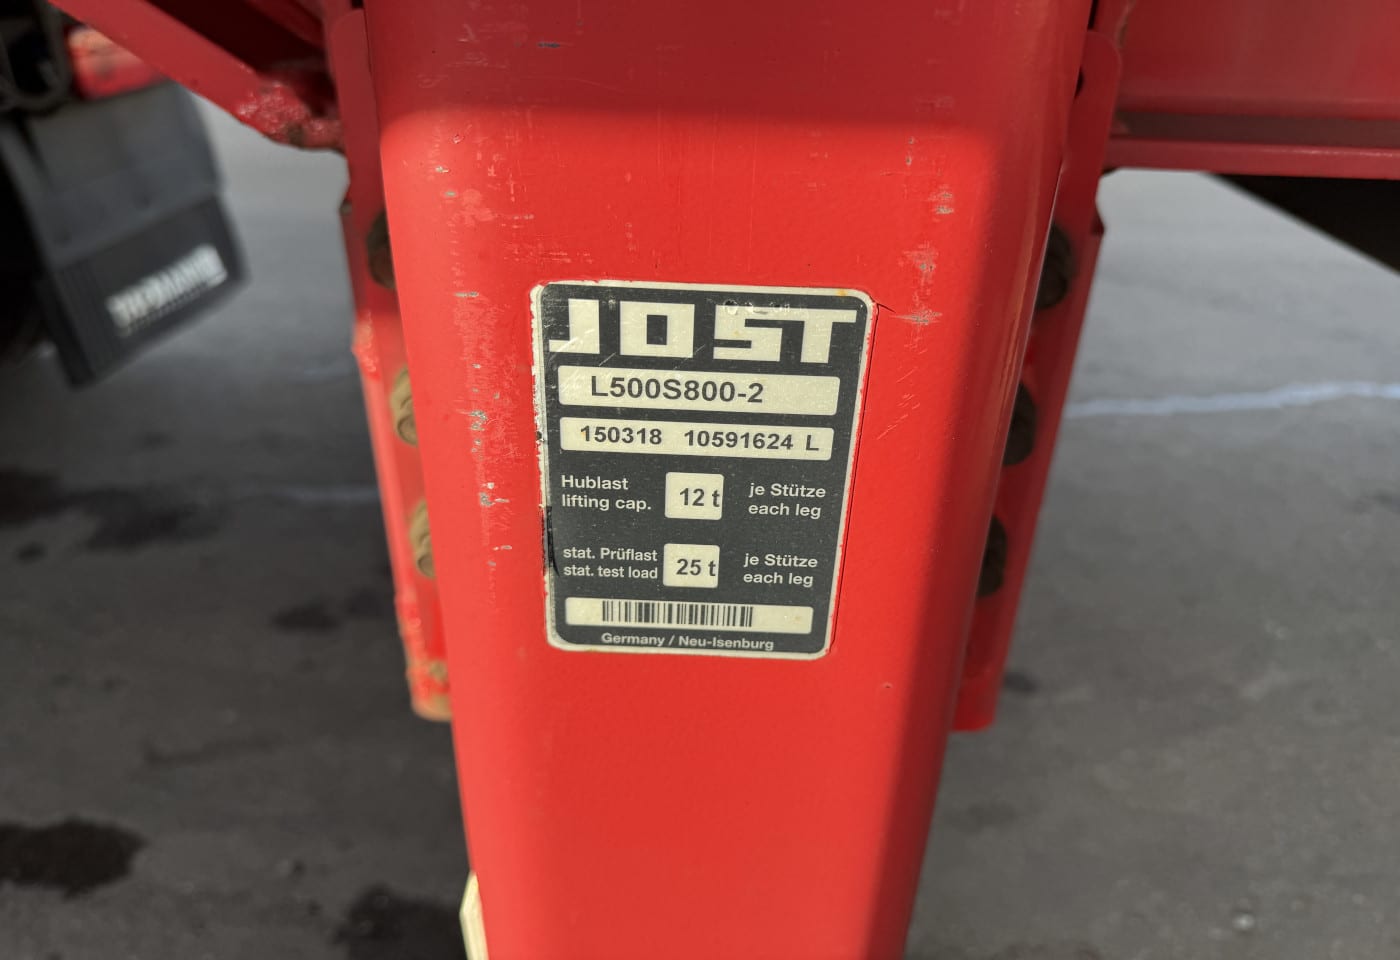 JOST
L500S800-2
150318 10591624 L
Hublast
lifting cap.
12 t
je Stütze
each leg
stat. Prüflast
stat. test load
25 t
je Stütze
each leg
Germany / Neu-Isenburg